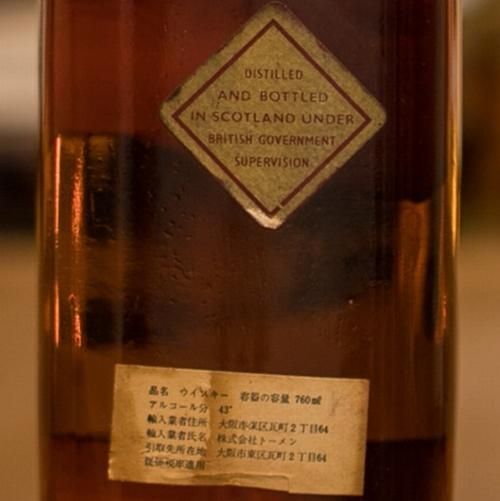 DISTILLED
AND BOTTLED
IN SCOTLAND UNDER
BRITISH GOVERNMENT
SUPERVISION
品名 ウイスキー 容器の容量 760㎖
アルコール分 43°
輸入業者住所 大阪市東区瓦町2丁目64
輸入業者氏名 株式会社トーメン
引取先所在地 大阪市東区瓦町2丁目64
従価税率適用